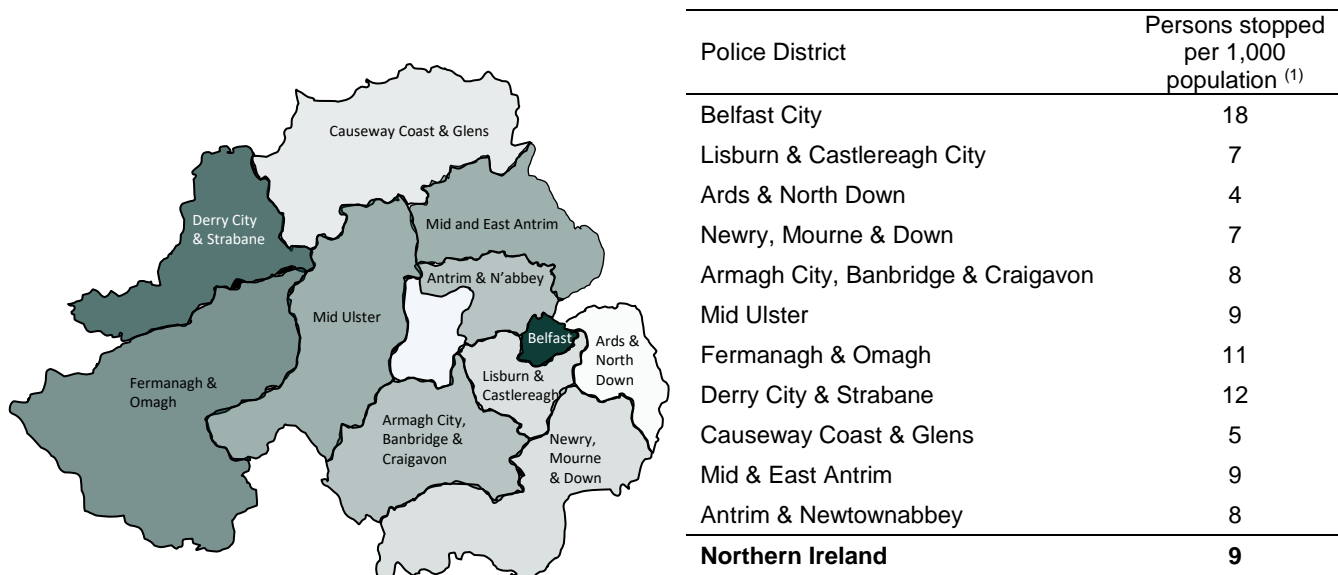 Causeway Coast & Glens
Derry City
& Strabane
Mid and East Antrim
Antrim & N’abbey
Mid Ulster
Belfast
Ards &
North
Down
Fermanagh &
Omagh
Lisburn &
Castlereagh
Armagh City,
Banbridge &
Craigavon
Newry,
Mourne
& Down
Police District
Persons stopped
per 1,000
population (1)
Belfast City 18
Lisburn & Castlereagh City 7
Ards & North Down 4
Newry, Mourne & Down 7
Armagh City, Banbridge & Craigavon 8
Mid Ulster 9
Fermanagh & Omagh 11
Derry City & Strabane 12
Causeway Coast & Glens 5
Mid & East Antrim 9
Antrim & Newtownabbey 8
Northern Ireland 9